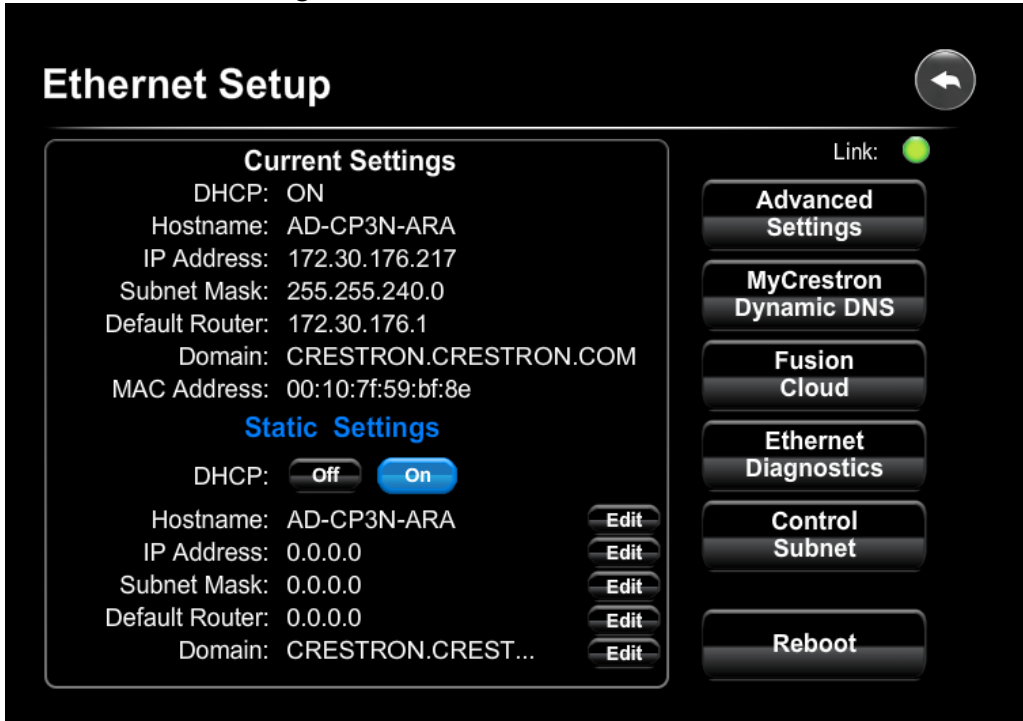 Ethernet Setup
Current Settings
DHCP: ON
Hostname: AD-CP3N-ARA
IP Address: 172.30.176.217
Subnet Mask: 255.255.240.0
Default Router: 172.30.176.1
Domain: CRESTRON.CRESTRON.COM
MAC Address: 00:10:7f:59:bf:8e
Static Settings
DHCP: Off On
Hostname: AD-CP3N-ARA Edit
IP Address: 0.0.0.0 Edit
Subnet Mask: 0.0.0.0 Edit
Default Router: 0.0.0.0 Edit
Domain: CRESTRON.CREST... Edit
Link:
Advanced
Settings
MyCrestron
Dynamic DNS
Fusion
Cloud
Ethernet
Diagnostics
Control
Subnet
Reboot